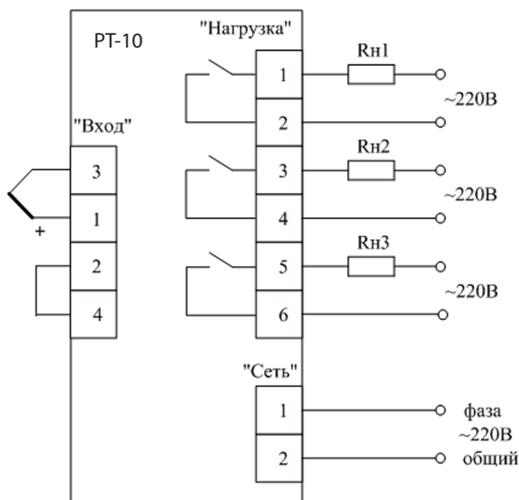 РТ-10
"Нагрузка"
Rн1
1
~220В
2
"Вход"
Rн2
3
3
~220В
1
4
+
Rн3
2
5
~220В
4
6
"Сеть"
1
фаза
~220В
2
общий